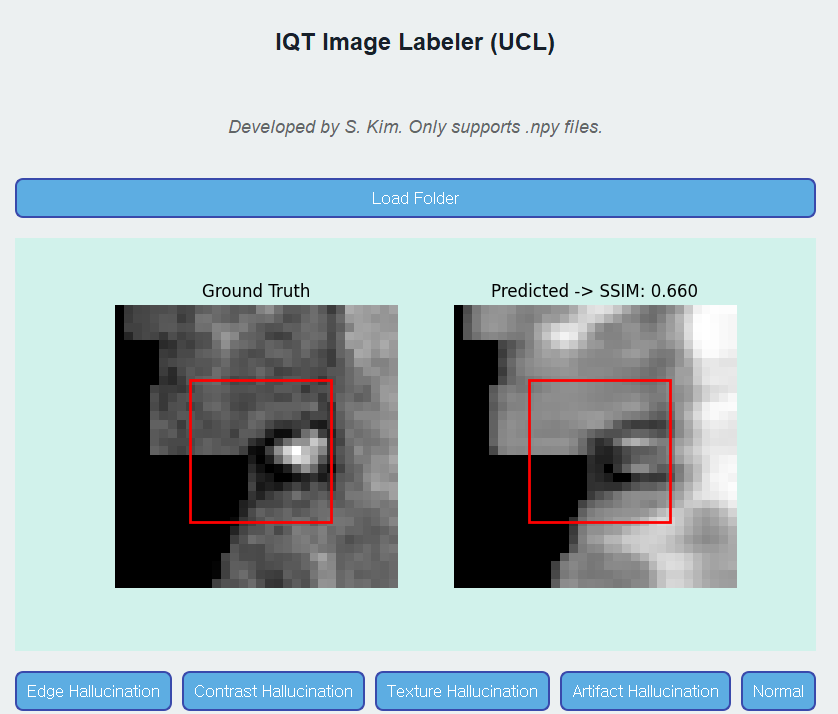 IQT Image Labeler (UCL)
Developed by S. Kim. Only supports .npy files.
Load Folder
Ground Truth
Predicted -> SSIM: 0.660
Edge Hallucination
Contrast Hallucination
Texture Hallucination
Artifact Hallucination
Normal